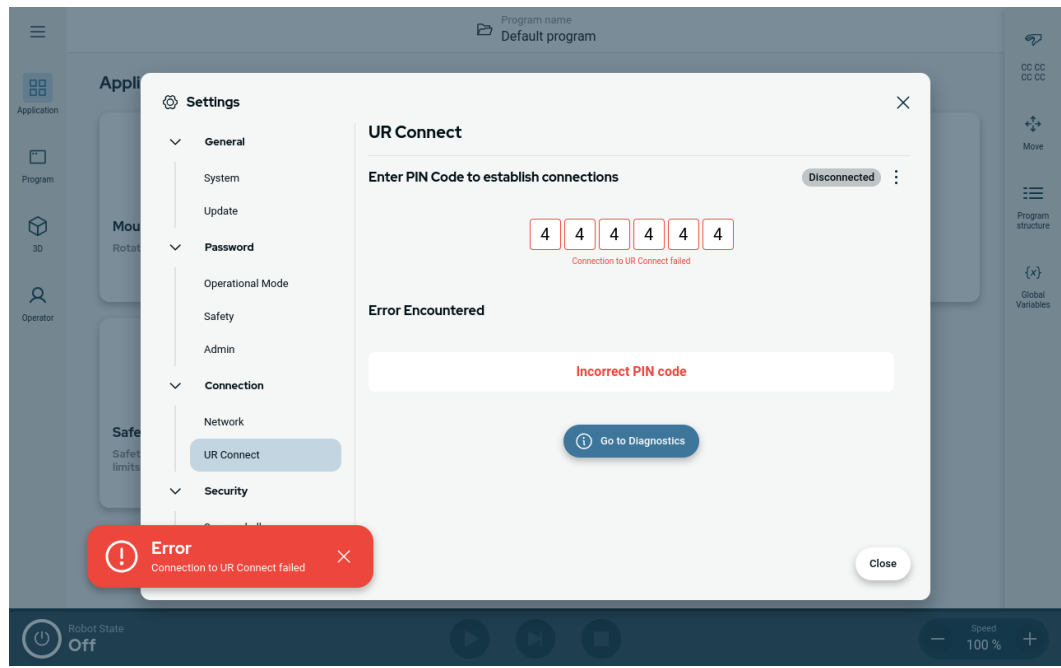 Program name
Default program
Application
Program
3D
Operator
Appli
Mou
Rotat
Safe
Safet
limits
Settings
General
System
Update
Password
Operational Mode
Safety
Admin
Connection
Network
UR Connect
Security
UR Connect
Enter PIN Code to establish connections
Disconnected
4 4 4 4 4 4
Connection to UR Connect failed
Error Encountered
Incorrect PIN code
Go to Diagnostics
Close
Error
Connection to UR Connect failed
CC CC
CC CC
Move
Program
structure
{x}
Global
Variables
Robot State
Off
Speed
100 %